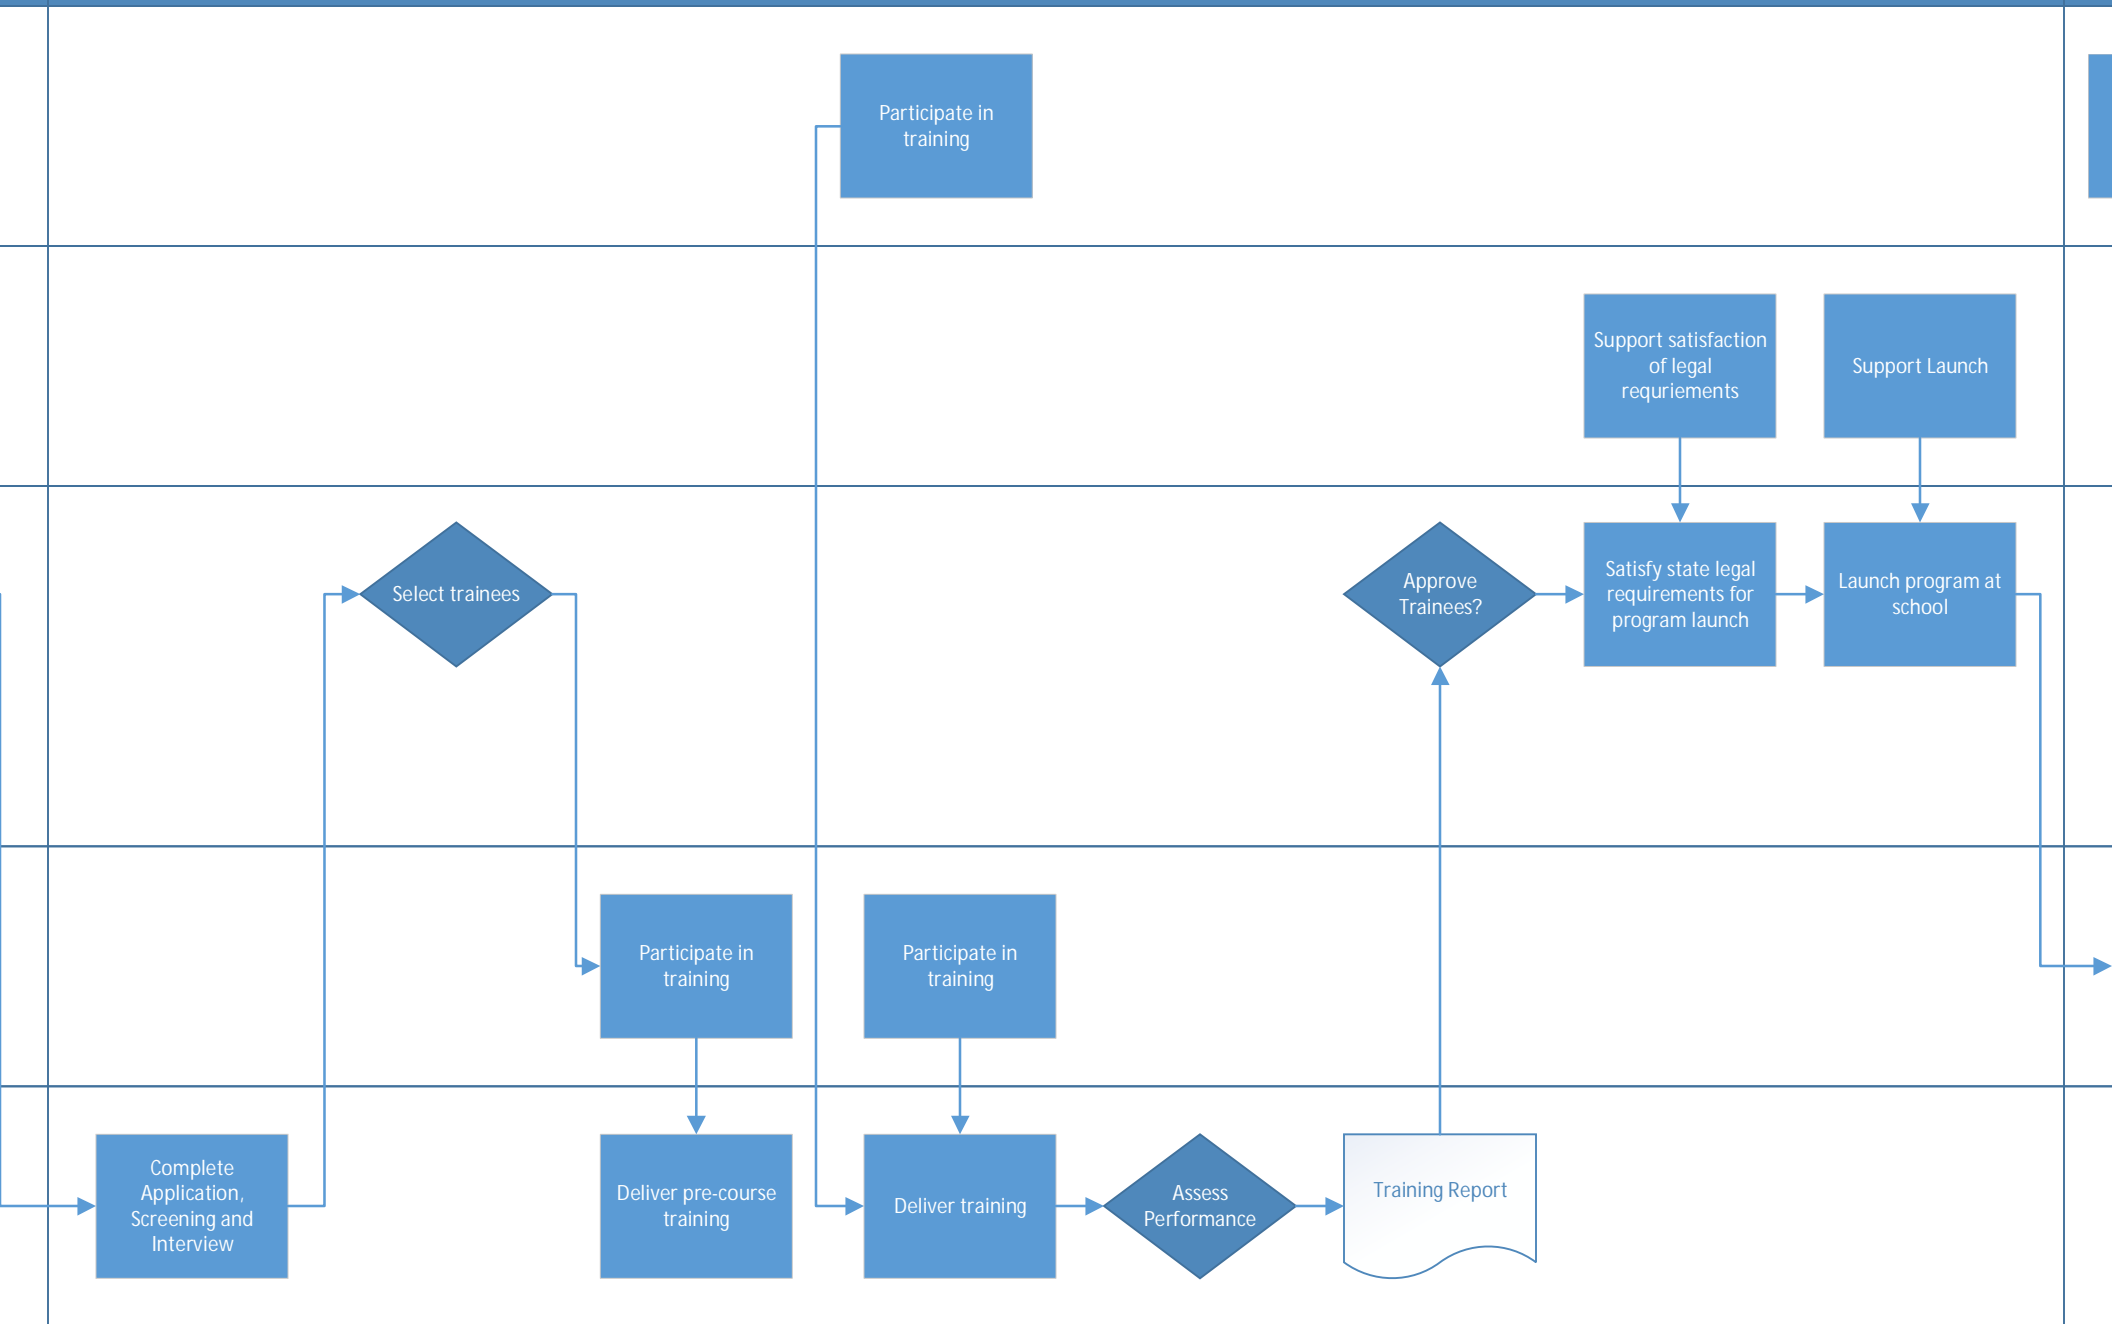 Participate in
training
Support satisfaction
of legal
requriements
Support Launch
Select trainees
Approve
Trainees?
Satisfy state legal
requirements for
program launch
Launch program at
school
Participate in
training
Participate in
training
Complete
Application,
Screening and
Interview
Deliver pre-course
training
Deliver training
Assess
Performance
Training Report